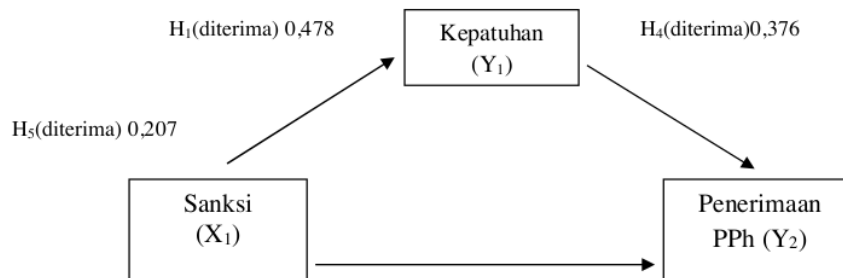 H₁(diterima) 0,478
Kepatuhan
(Y₁)
H₄(diterima)0,376
H₅(diterima) 0,207
Sanksi
(X₁)
Penerimaan
PPh (Y₂)